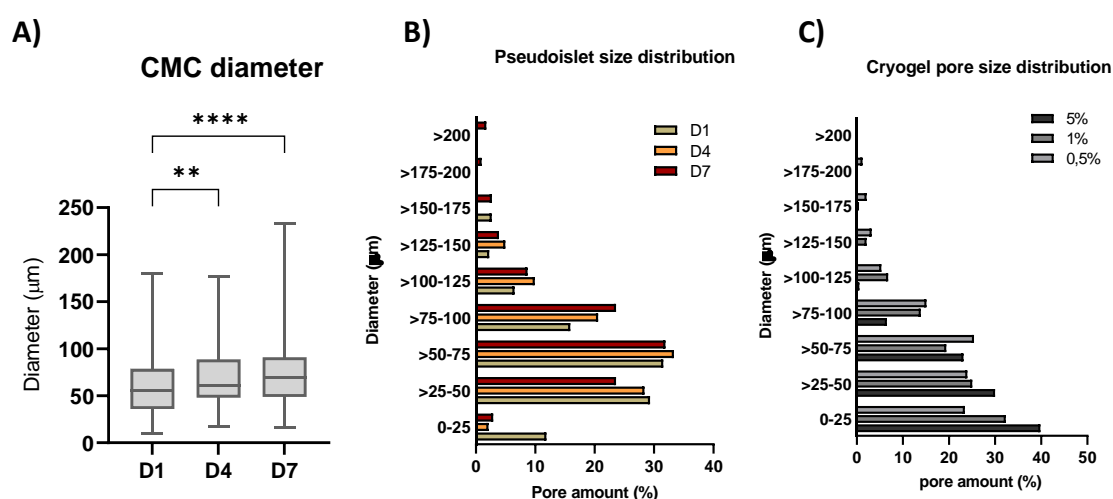 A)
CMC diameter
****
**
250
200
150
100
50
0
Diameter (μm)
D1 D4 D7
B)
Pseudoislet size distribution
D1
D4
D7
>200
>175-200
>150-175
>125-150
>100-125
>75-100
>50-75
>25-50
0-25
Diameter (μm)
0 10 20 30 40
Pore amount (%)
C)
Cryogel pore size distribution
5%
1%
0,5%
>200
>175-200
>150-175
>125-150
>100-125
>75-100
>50-75
>25-50
0-25
Diameter (μm)
0 10 20 30 40 50
pore amount (%)